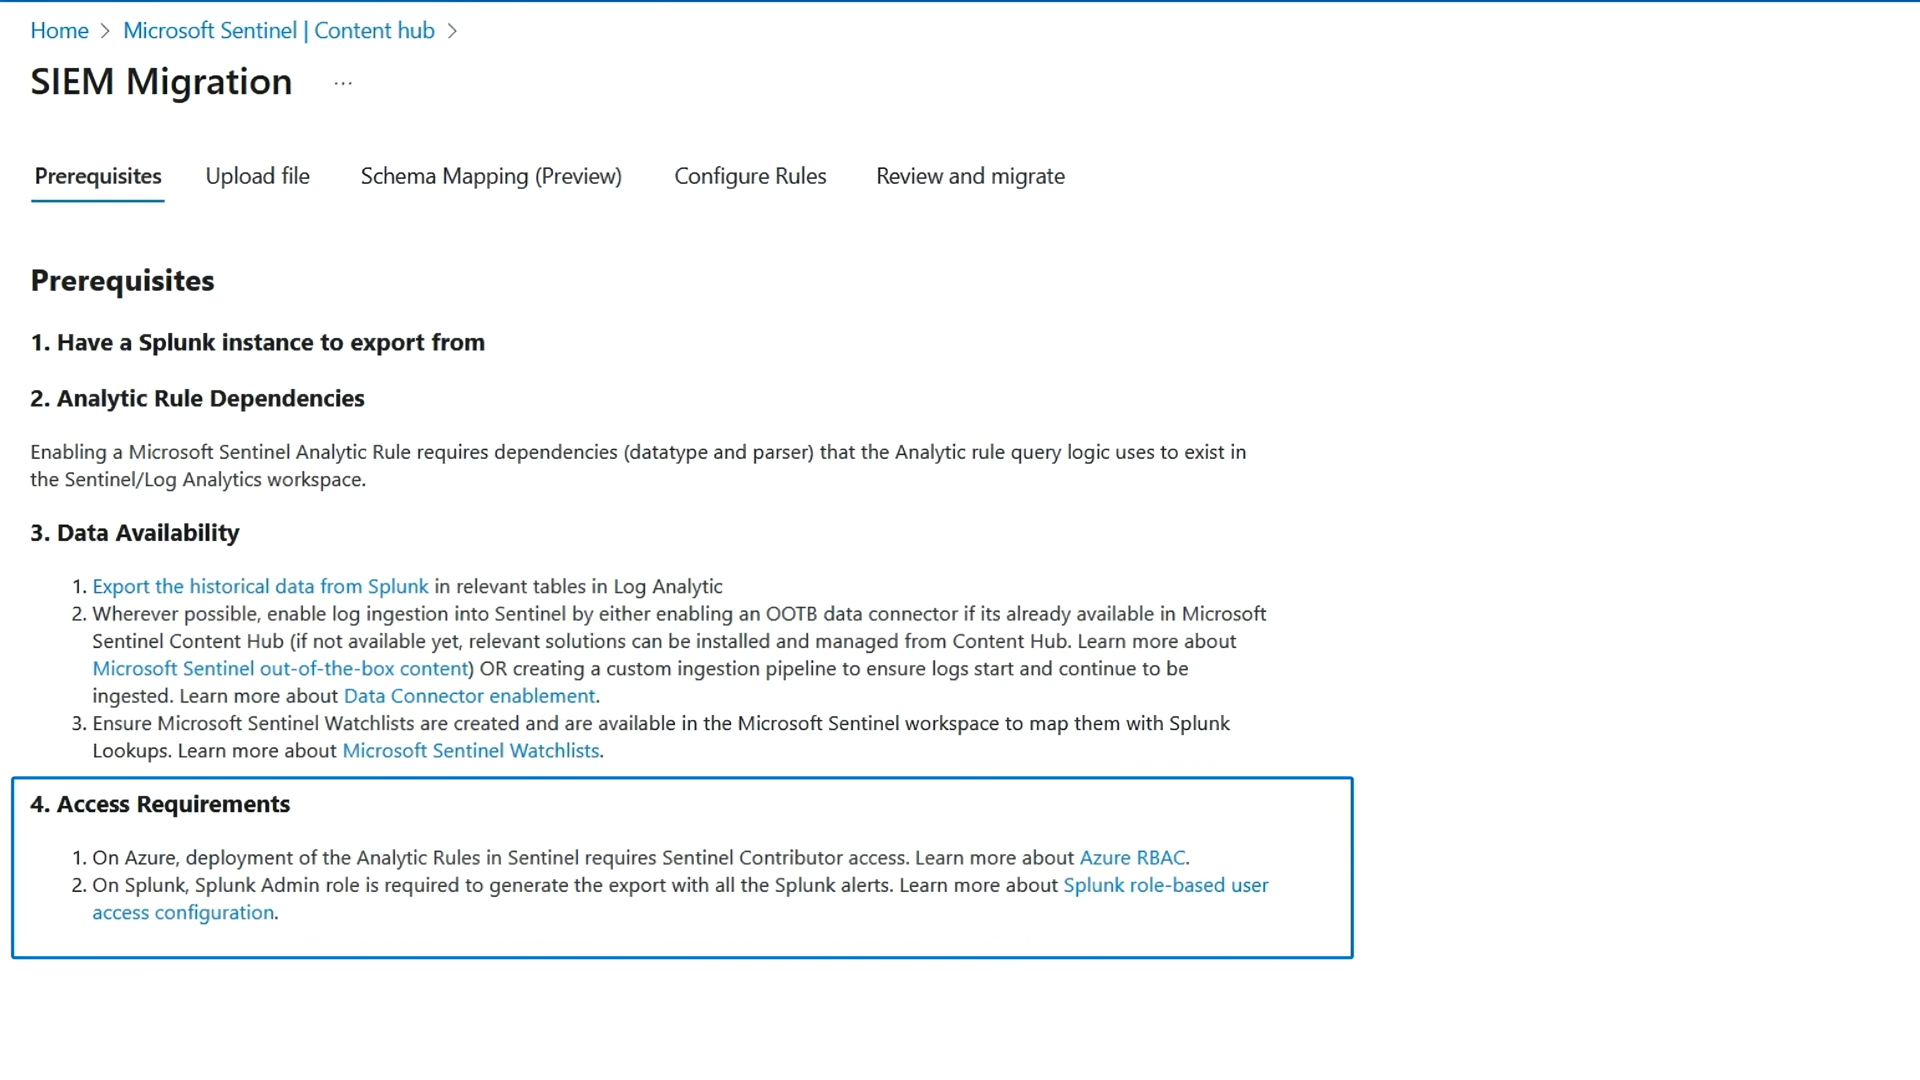 Home > Microsoft Sentinel | Content hub >
SIEM Migration ...
Prerequisites Upload file Schema Mapping (Preview) Configure Rules Review and migrate
Prerequisites
1. Have a Splunk instance to export from
2. Analytic Rule Dependencies
Enabling a Microsoft Sentinel Analytic Rule requires dependencies (datatype and parser) that the Analytic rule query logic uses to exist in
the Sentinel/Log Analytics workspace.
3. Data Availability
1. Export the historical data from Splunk in relevant tables in Log Analytic
2. Wherever possible, enable log ingestion into Sentinel by either enabling an OOTB data connector if its already available in Microsoft
Sentinel Content Hub (if not available yet, relevant solutions can be installed and managed from Content Hub. Learn more about
Microsoft Sentinel out-of-the-box content) OR creating a custom ingestion pipeline to ensure logs start and continue to be
ingested. Learn more about Data Connector enablement.
3. Ensure Microsoft Sentinel Watchlists are created and are available in the Microsoft Sentinel workspace to map them with Splunk
Lookups. Learn more about Microsoft Sentinel Watchlists.
4. Access Requirements
1. On Azure, deployment of the Analytic Rules in Sentinel requires Sentinel Contributor access. Learn more about Azure RBAC.
2. On Splunk, Splunk Admin role is required to generate the export with all the Splunk alerts. Learn more about Splunk role-based user
access configuration.